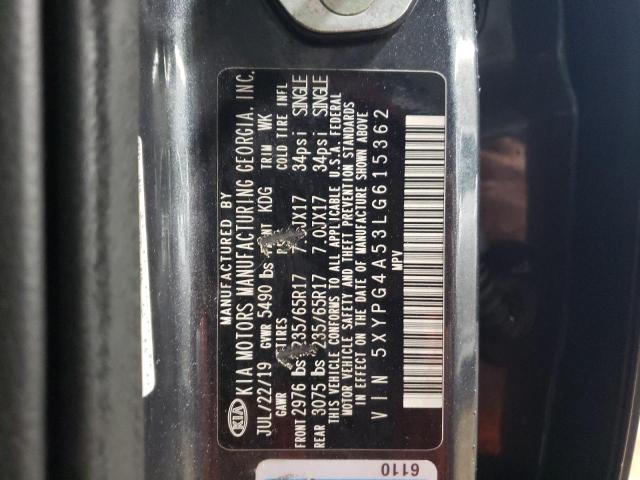 MANUFACTURED BY
KIA KIA MOTORS MANUFACTURING GEORGIA, INC.
JUL/22/19 GVWR 5490 lbs KDG TRIM WK
GAWR TIRES COLD TIRE INFL
FRONT 2976 lbs 235/65R17 JX17 34psi SINGLE
REAR 3075 lbs 235/65R17 7.0JX17 34psi SINGLE
THIS VEHICLE CONFORMS TO ALL APPLICABLE U.S.A. FEDERAL
MOTOR VEHICLE SAFETY AND THEFT PREVENTION STANDARDS
IN EFFECT ON THE DATE OF MANUFACTURE SHOWN ABOVE
VIN 5XYPG4A53LG615362
MPV
6110